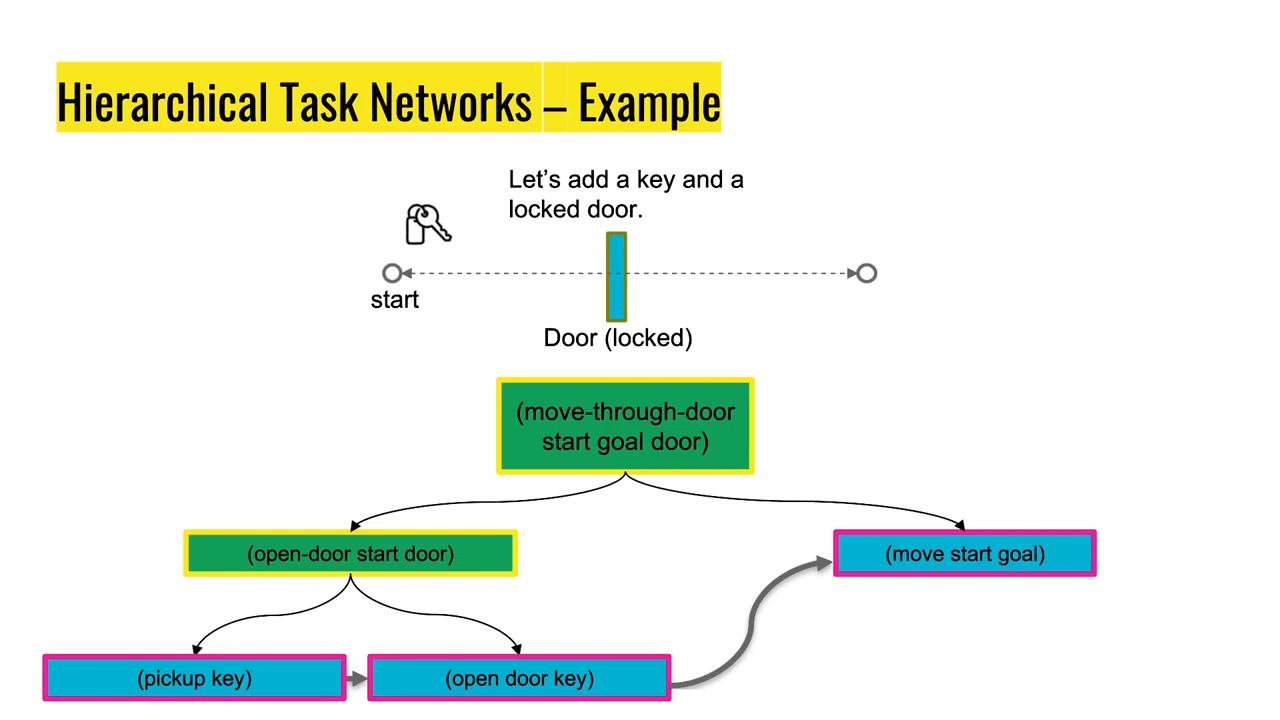 Hierarchical Task Networks – Example
Let’s add a key and a
locked door.
start
Door (locked)
(move-through-door
start goal door)
(open-door start door)
(move start goal)
(pickup key)
(open door key)